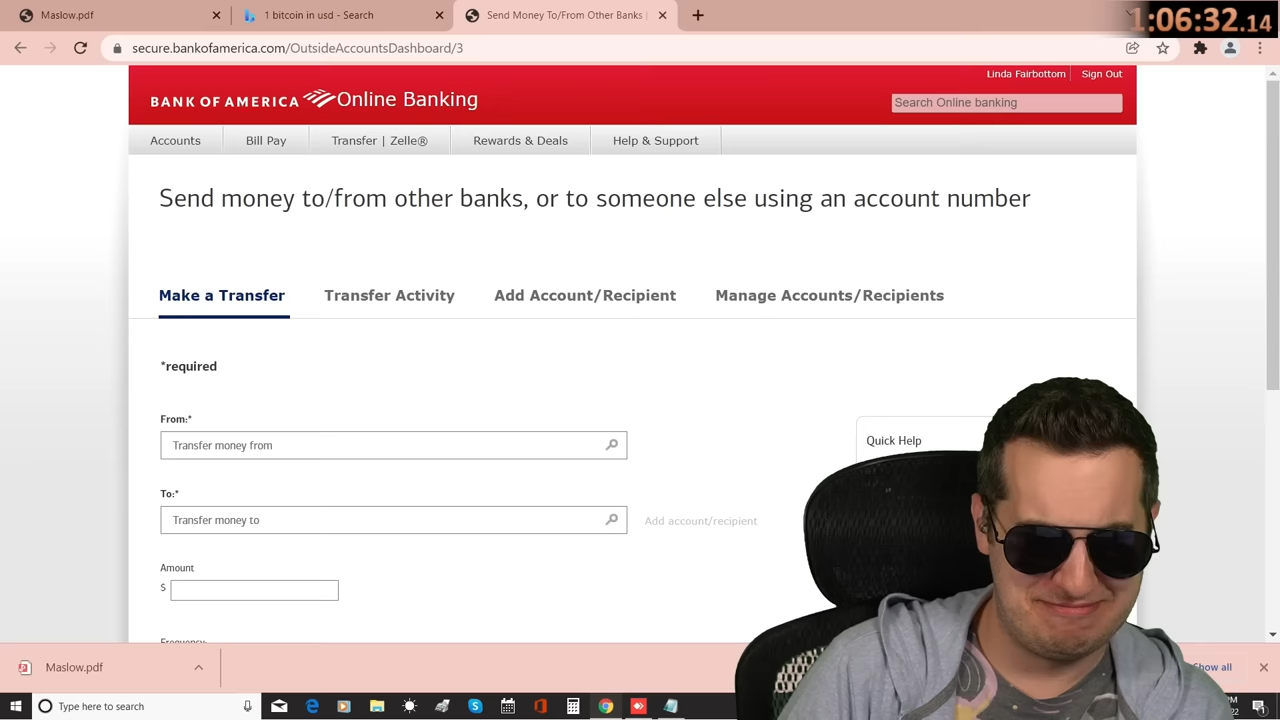 Maslow.pdf
1 bitcoin in usd - Search
Send Money To/From Other Banks |
1:06:32.14
secure.bankofamerica.com/OutsideAccountsDashboard/3
Linda Fairbottom
Sign Out
BANK OF AMERICA Online Banking
Search Online banking
Accounts
Bill Pay
Transfer | Zelle®
Rewards & Deals
Help & Support
Send money to/from other banks, or to someone else using an account number
Make a Transfer
Transfer Activity
Add Account/Recipient
Manage Accounts/Recipients
*required
From:*
Transfer money from
Quick Help
To:*
Transfer money to
Add account/recipient
Amount
$
Frequency:
Maslow.pdf
Show all
Type here to search